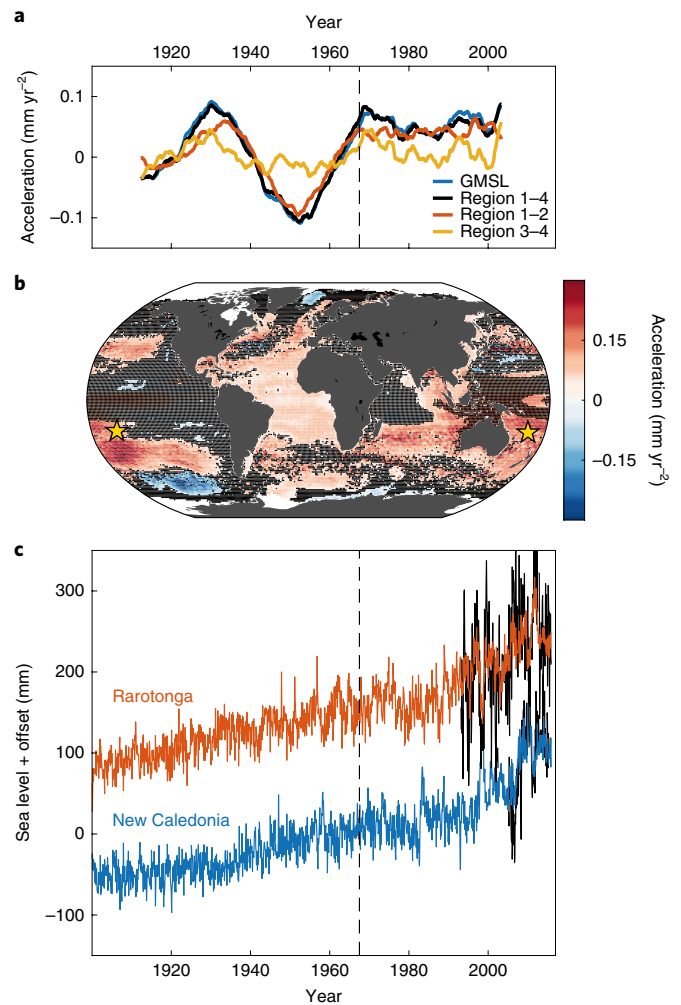 a
Year
1920 1940 1960 1980 2000
Acceleration (mm yr⁻²)
0.1
0
−0.1
GMSL
Region 1–4
Region 1–2
Region 3–4
b
0.15
0
−0.15
Acceleration (mm yr⁻²)
c
Sea level + offset (mm)
300
200
Rarotonga
100
New Caledonia
0
−100
1920 1940 1960 1980 2000
Year